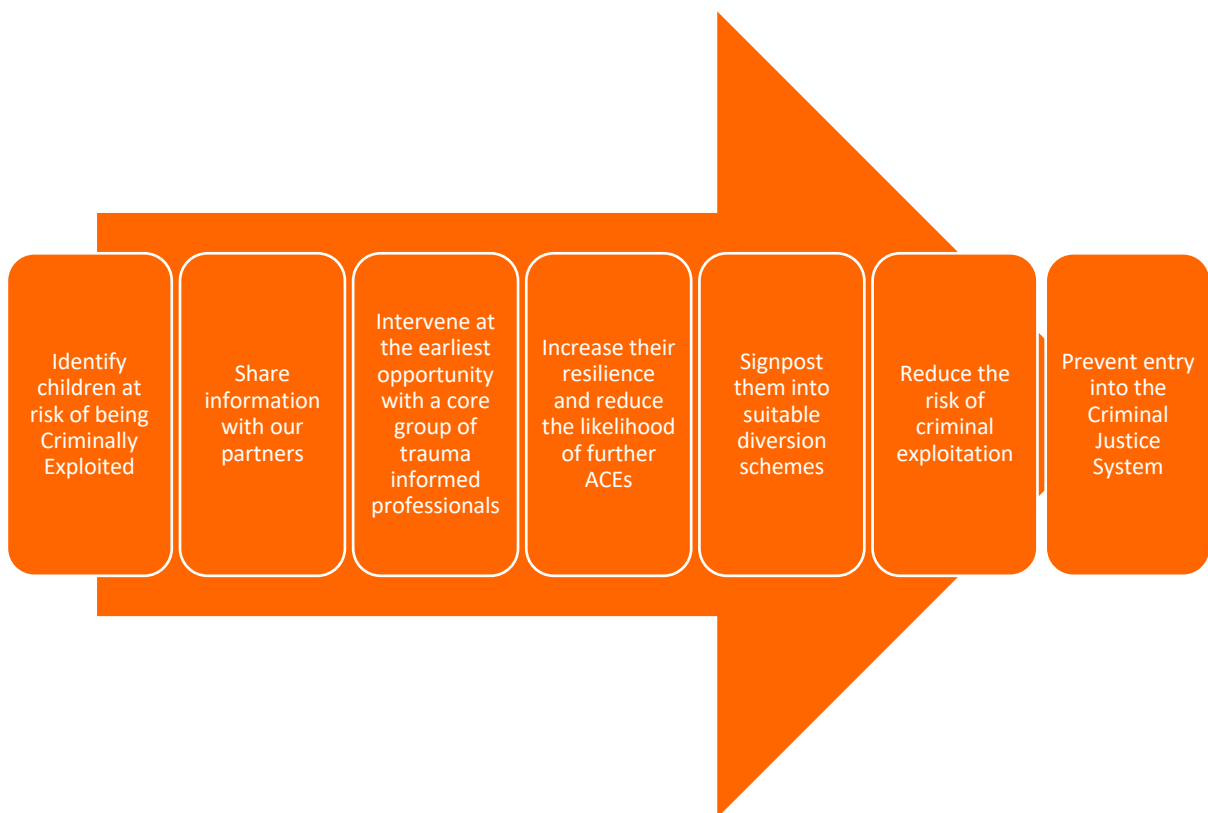 Identify
children at
risk of being
Criminally
Exploited
Share
information
with our
partners
Intervene at
the earliest
opportunity
with a core
group of
trauma
informed
professionals
Increase their
resilience
and reduce
the likelihood
of further
ACEs
Signpost
them into
suitable
diversion
schemes
Reduce the
risk of
criminal
exploitation
Prevent entry
into the
Criminal
Justice
System